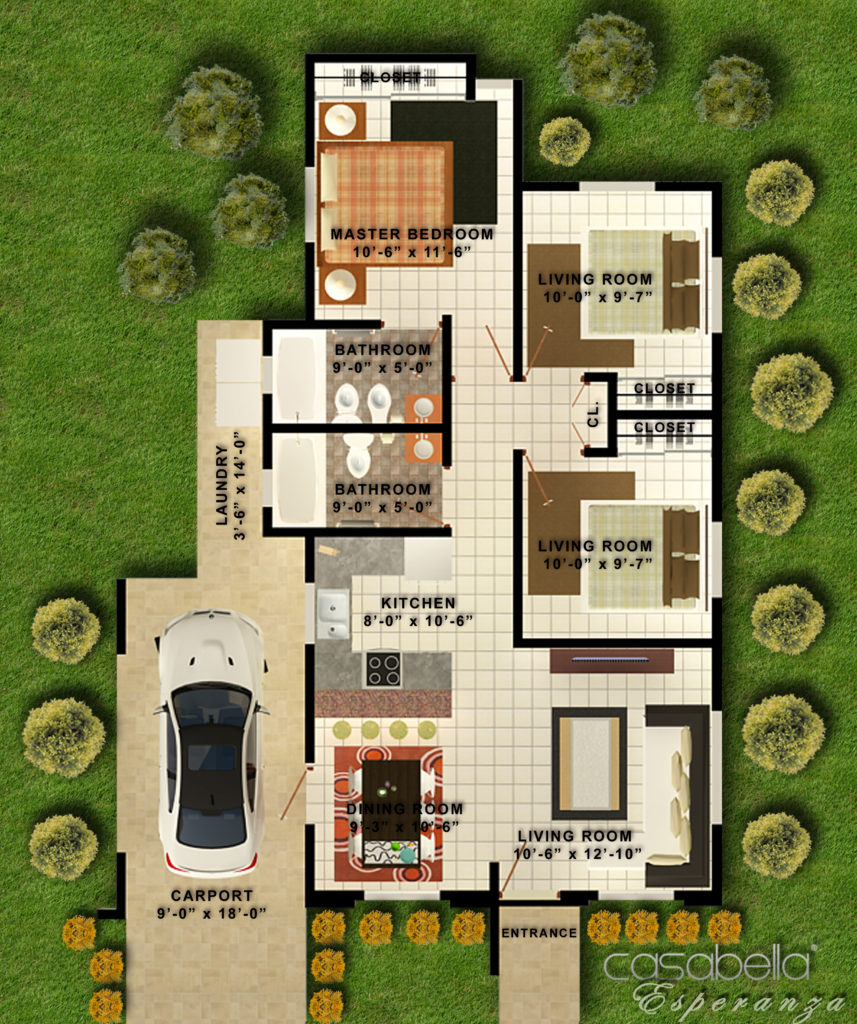 CLOSET
MASTER BEDROOM
10'-6" x 11'-6"
LIVING ROOM
10'-0" x 9'-7"
BATHROOM
9'-0" x 5'-0"
CLOSET
CL.
CLOSET
LAUNDRY
3'-6" x 14'-0"
BATHROOM
9'-0" x 5'-0"
LIVING ROOM
10'-0" x 9'-7"
KITCHEN
8'-0" x 10'-6"
DINING ROOM
9'-3" x 10'-6"
LIVING ROOM
10'-6" x 12'-10"
CARPORT
9'-0" x 18'-0"
ENTRANCE
casabella®
Esperanza